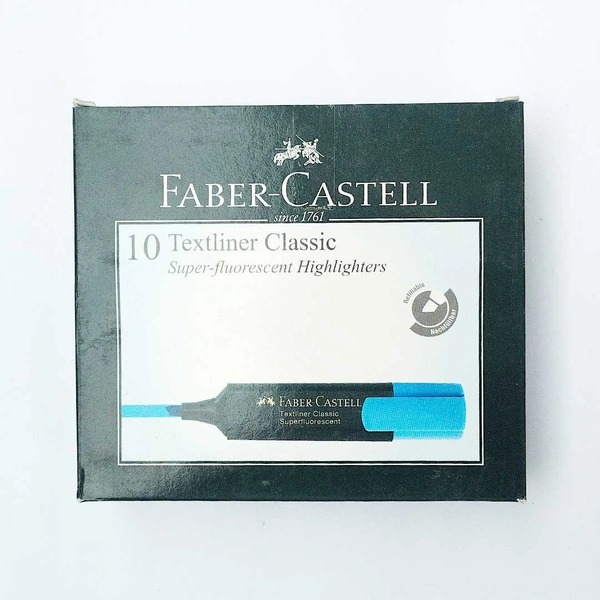 FABER-CASTELL
since 1761
10 Textliner Classic
Super-fluorescent Highlighters
Refillable
Nachfüllbar
FABER-CASTELL
Textliner Classic
Superfluorescent